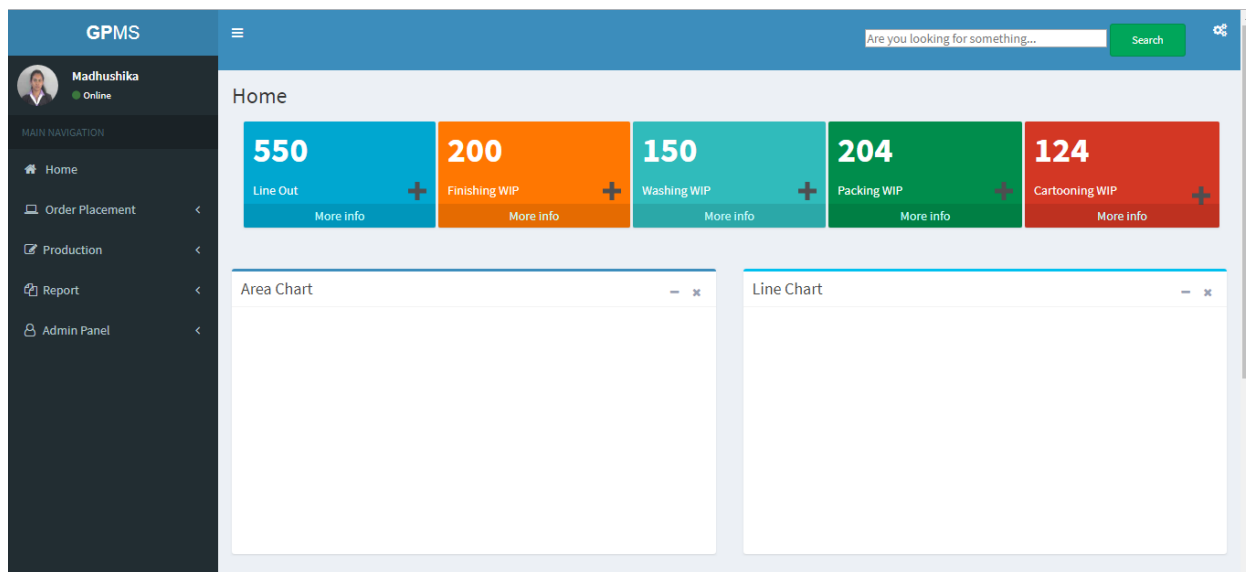 GPMS
Are you looking for something...
Search
Madhushika
Online
MAIN NAVIGATION
Home
Order Placement
Production
Report
Admin Panel
Home
550
Line Out
More info
200
Finishing WIP
More info
150
Washing WIP
More info
204
Packing WIP
More info
124
Cartooning WIP
More info
Area Chart
Line Chart